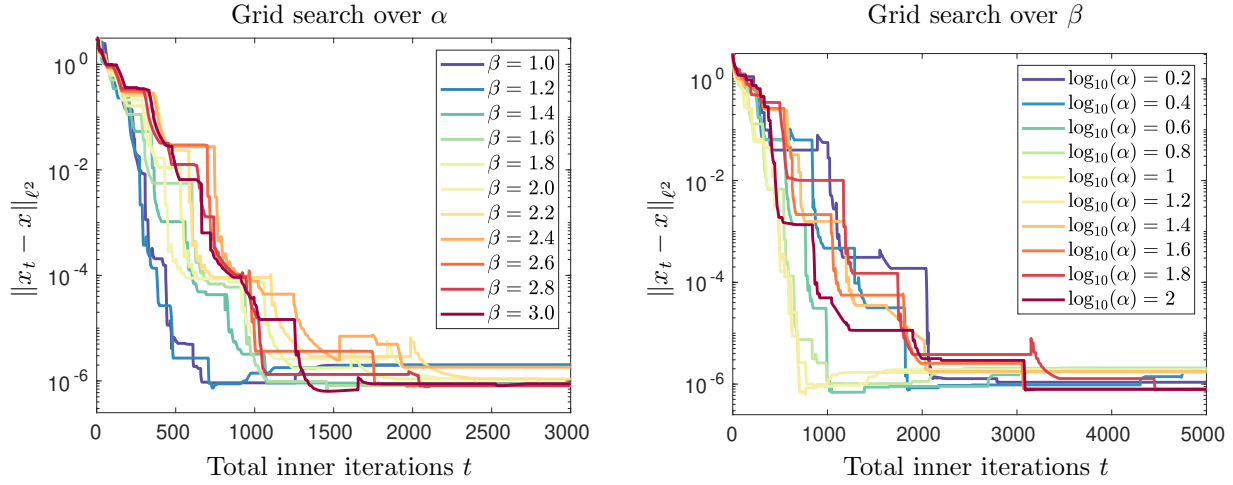 Grid search over α
10^0
10^-2
10^-4
10^-6
‖x_t − x‖_ℓ²
0 500 1000 1500 2000 2500 3000
Total inner iterations t
β = 1.0
β = 1.2
β = 1.4
β = 1.6
β = 1.8
β = 2.0
β = 2.2
β = 2.4
β = 2.6
β = 2.8
β = 3.0
Grid search over β
10^0
10^-2
10^-4
10^-6
‖x_t − x‖_ℓ²
0 1000 2000 3000 4000 5000
Total inner iterations t
log₁₀(α) = 0.2
log₁₀(α) = 0.4
log₁₀(α) = 0.6
log₁₀(α) = 0.8
log₁₀(α) = 1
log₁₀(α) = 1.2
log₁₀(α) = 1.4
log₁₀(α) = 1.6
log₁₀(α) = 1.8
log₁₀(α) = 2